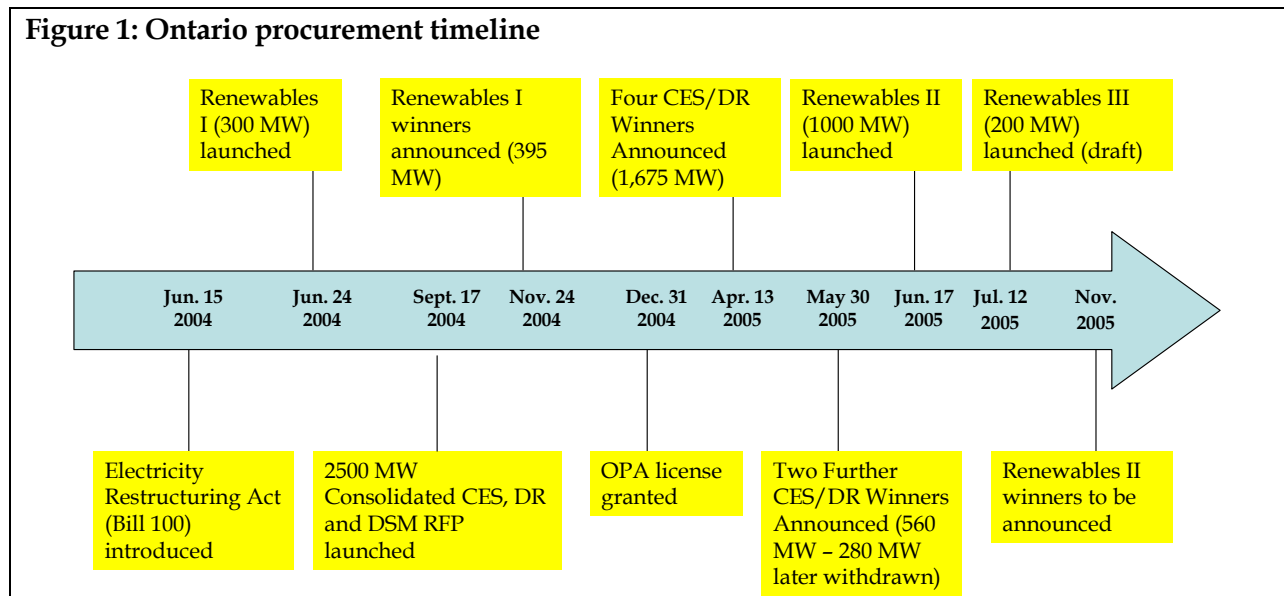 Figure 1: Ontario procurement timeline
Renewables
I (300 MW)
launched
Renewables I
winners
announced (395
MW)
Four CES/DR
Winners
Announced
(1,675 MW)
Renewables II
(1000 MW)
launched
Renewables III
(200 MW)
launched (draft)
Jun. 15
2004
Jun. 24
2004
Sept. 17
2004
Nov. 24
2004
Dec. 31
2004
Apr. 13
2005
May 30
2005
Jun. 17
2005
Jul. 12
2005
Nov.
2005
Electricity
Restructuring Act
(Bill 100)
introduced
2500 MW
Consolidated CES, DR
and DSM RFP
launched
OPA license
granted
Two Further
CES/DR Winners
Announced (560
MW – 280 MW
later withdrawn)
Renewables II
winners to be
announced